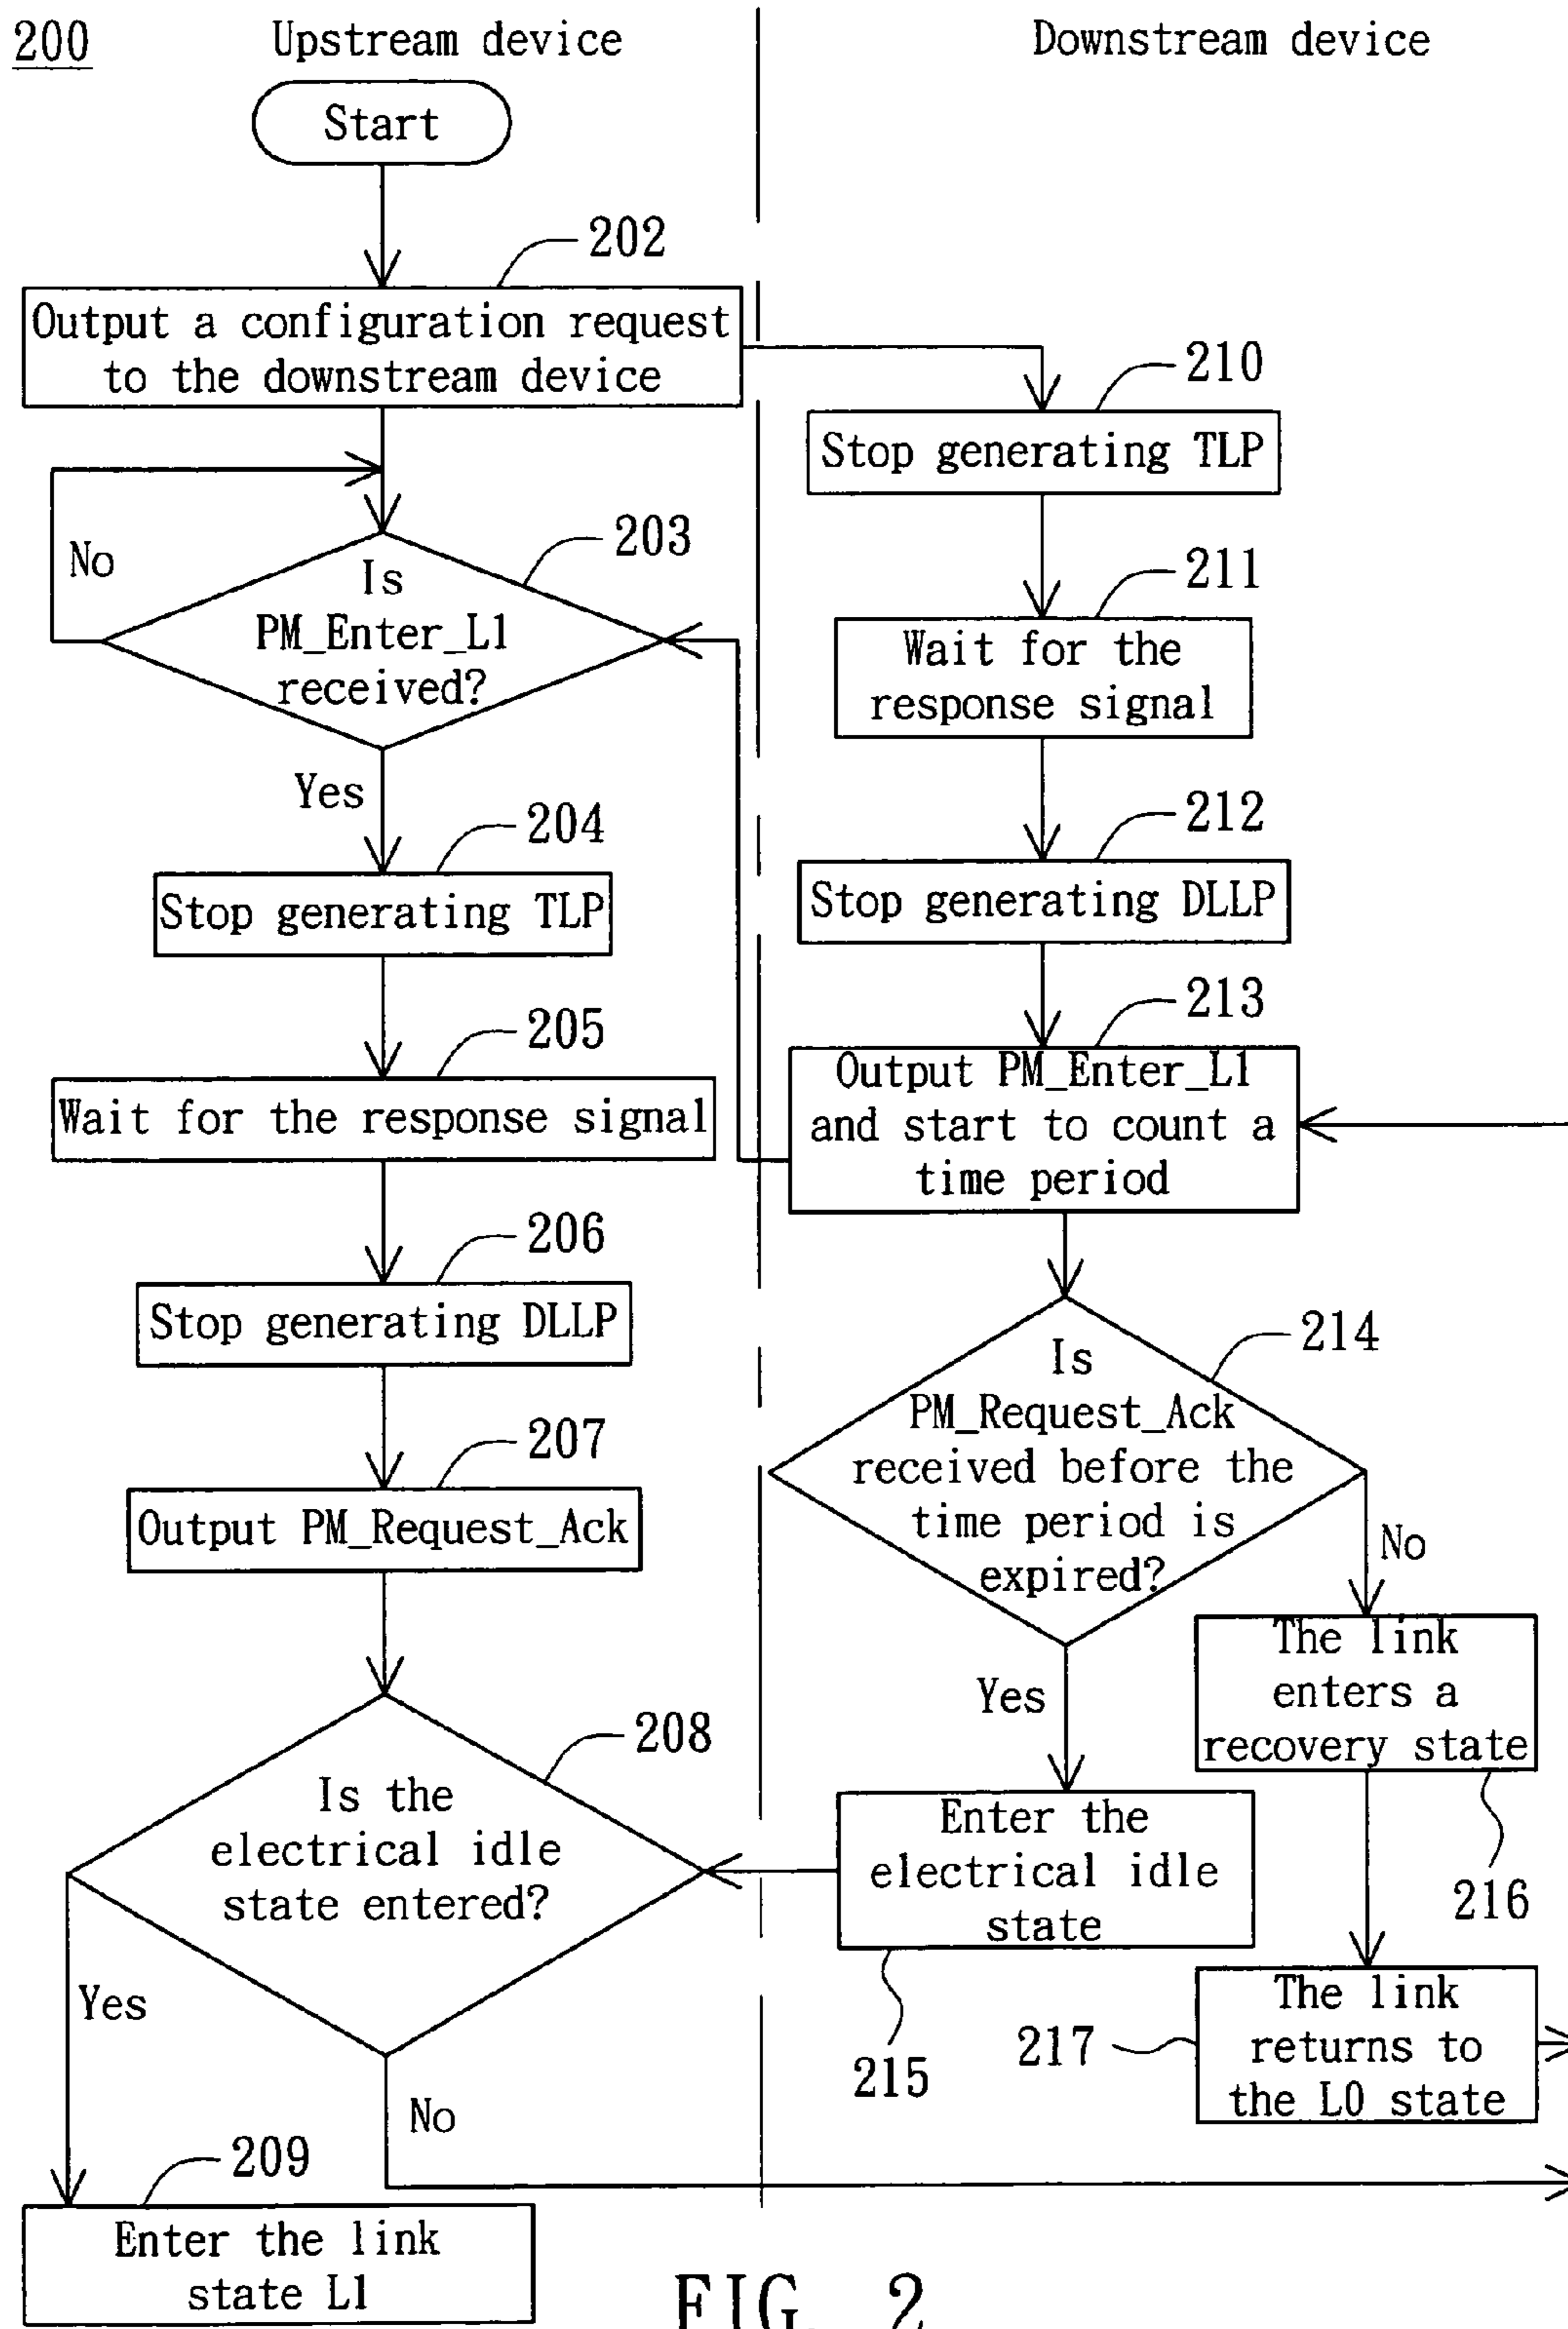 200
Upstream device
Downstream device
Start
202
Output a configuration request
to the downstream device
203
Is
PM_Enter_L1
received?
No
Yes
204
Stop generating TLP
205
Wait for the response signal
206
Stop generating DLLP
207
Output PM_Request_Ack
208
Is the
electrical idle
state entered?
Yes
No
209
Enter the link
state L1
210
Stop generating TLP
211
Wait for the
response signal
212
Stop generating DLLP
213
Output PM_Enter_L1
and start to count a
time period
214
Is
PM_Request_Ack
received before the
time period is
expired?
No
Yes
The link
enters a
recovery state
216
Enter the
electrical idle
state
215
The link
returns to
the L0 state
217
FIG. 2